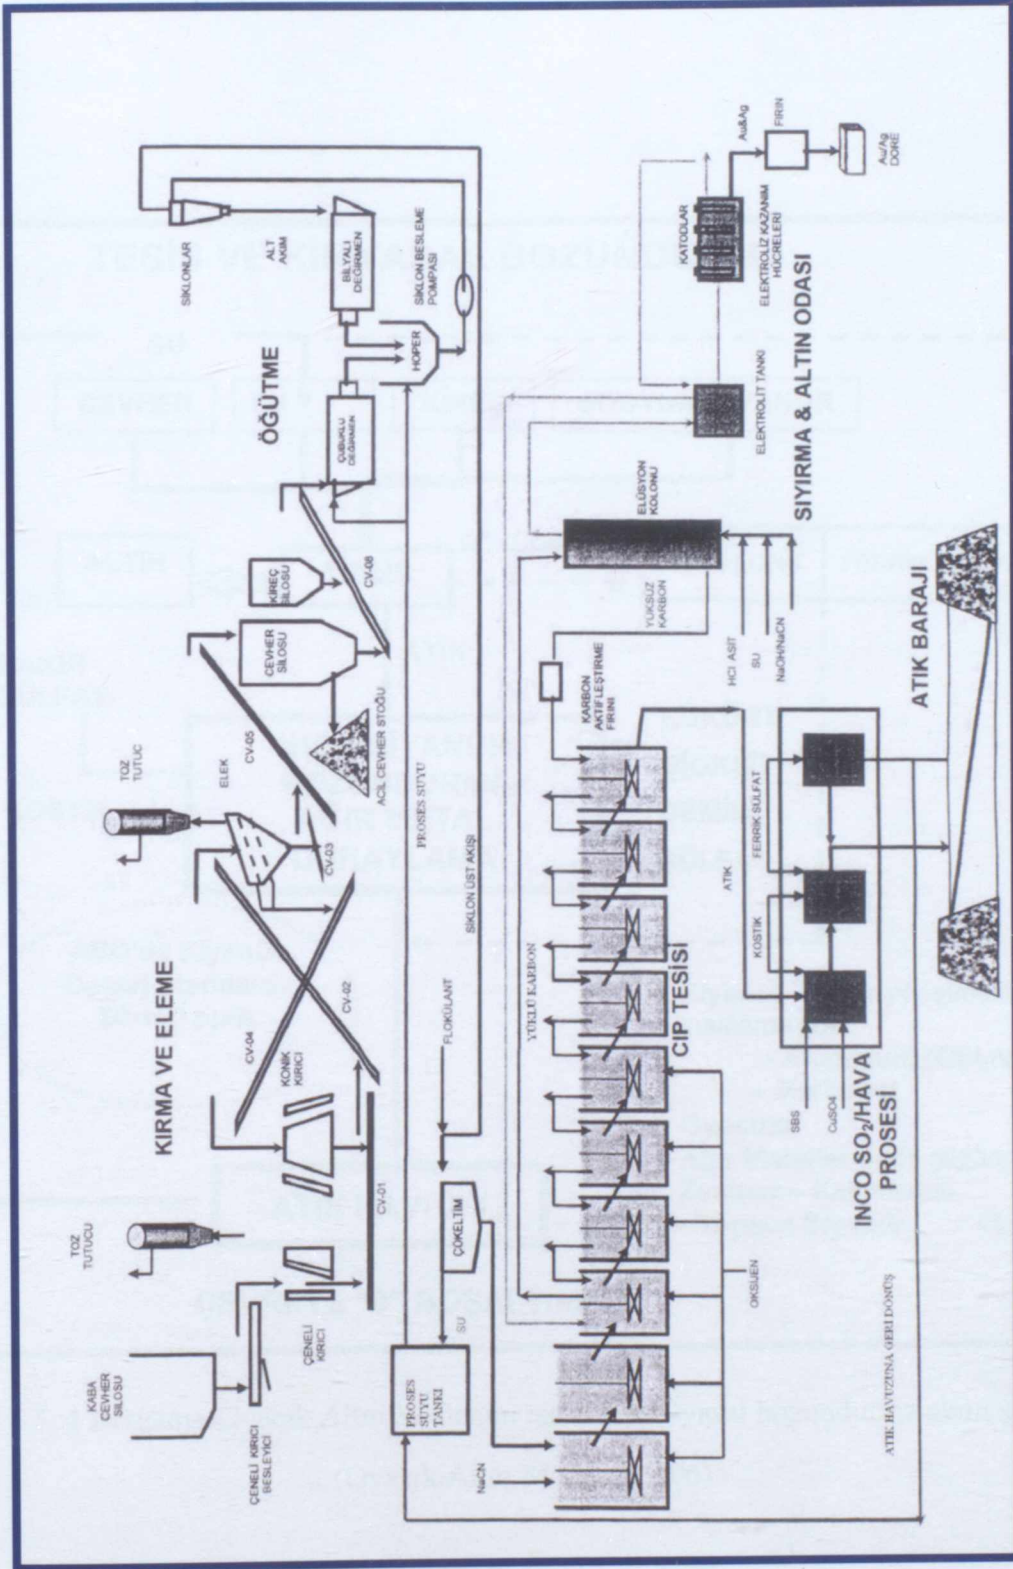 KABA
CEVHER
SİLOSU
ÇENELİ KIRICI
BESLEYİCİ
TOZ
TUTUCU
ÇENELİ
KIRICI
KIRMA VE ELEME
KONİK
KIRICI
CV-01
CV-02
CV-04
CV-03
TOZ
TUTUC
ELEK
CV-05
CEVHER
SİLOSU
KİREÇ
SİLOSU
ACİL CEVHER STOĞU
CV-08
ÖĞÜTME
ÇUBUKLU
DEĞİRMEN
SİKLONLAR
ALT
AKIM
BİLYALI
DEĞİRMEN
HOPER
SİKLON BESLEME
POMPASI
PROSES SUYU
SİKLON ÜST AKIŞI
FLOKÜLANT
ÇÖKELTİM
SU
PROSES
SUYU
TANKI
NaCN
YÜKLÜ KARBON
CIP TESİSİ
OKSİJEN
KARBON
AKTİFLEŞTİRME
FIRINI
YÜKSÜZ
KARBON
ELÜSYON
KOLONU
HCl ASİT
SU
NaOH/NaCN
ELEKTROLİT TANKI
KATODLAR
ELEKTROLİZ KAZANIM
HÜCRELERİ
Au&Ag
FIRIN
Au/Ag
DORE
SIYIRMA & ALTIN ODASI
ATIK
KOSTİK
FERRİK SULFAT
SBS
CuSO4
INCO SO₂/HAVA
PROSESİ
ATIK BARAJI
ATIK HAVUZUNA GERİ DÖNÜŞ